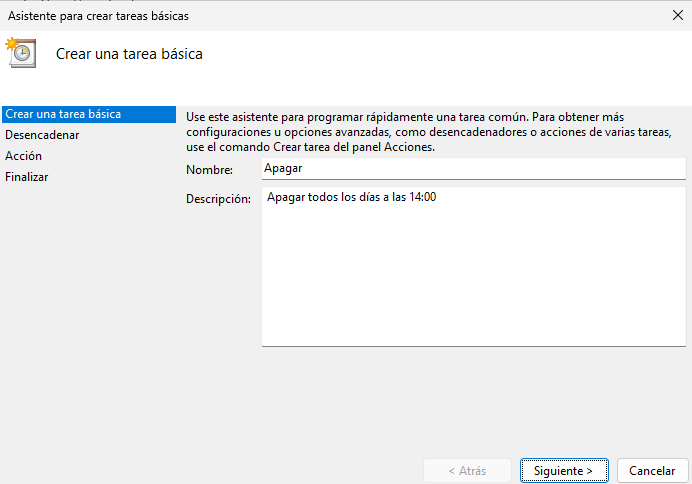 Asistente para crear tareas básicas
Crear una tarea básica
Crear una tarea básica
Desencadenar
Acción
Finalizar
Use este asistente para programar rápidamente una tarea común. Para obtener más
configuraciones u opciones avanzadas, como desencadenadores o acciones de varias tareas,
use el comando Crear tarea del panel Acciones.
Nombre: Apagar
Descripción: Apagar todos los días a las 14:00
< Atrás Siguiente > Cancelar